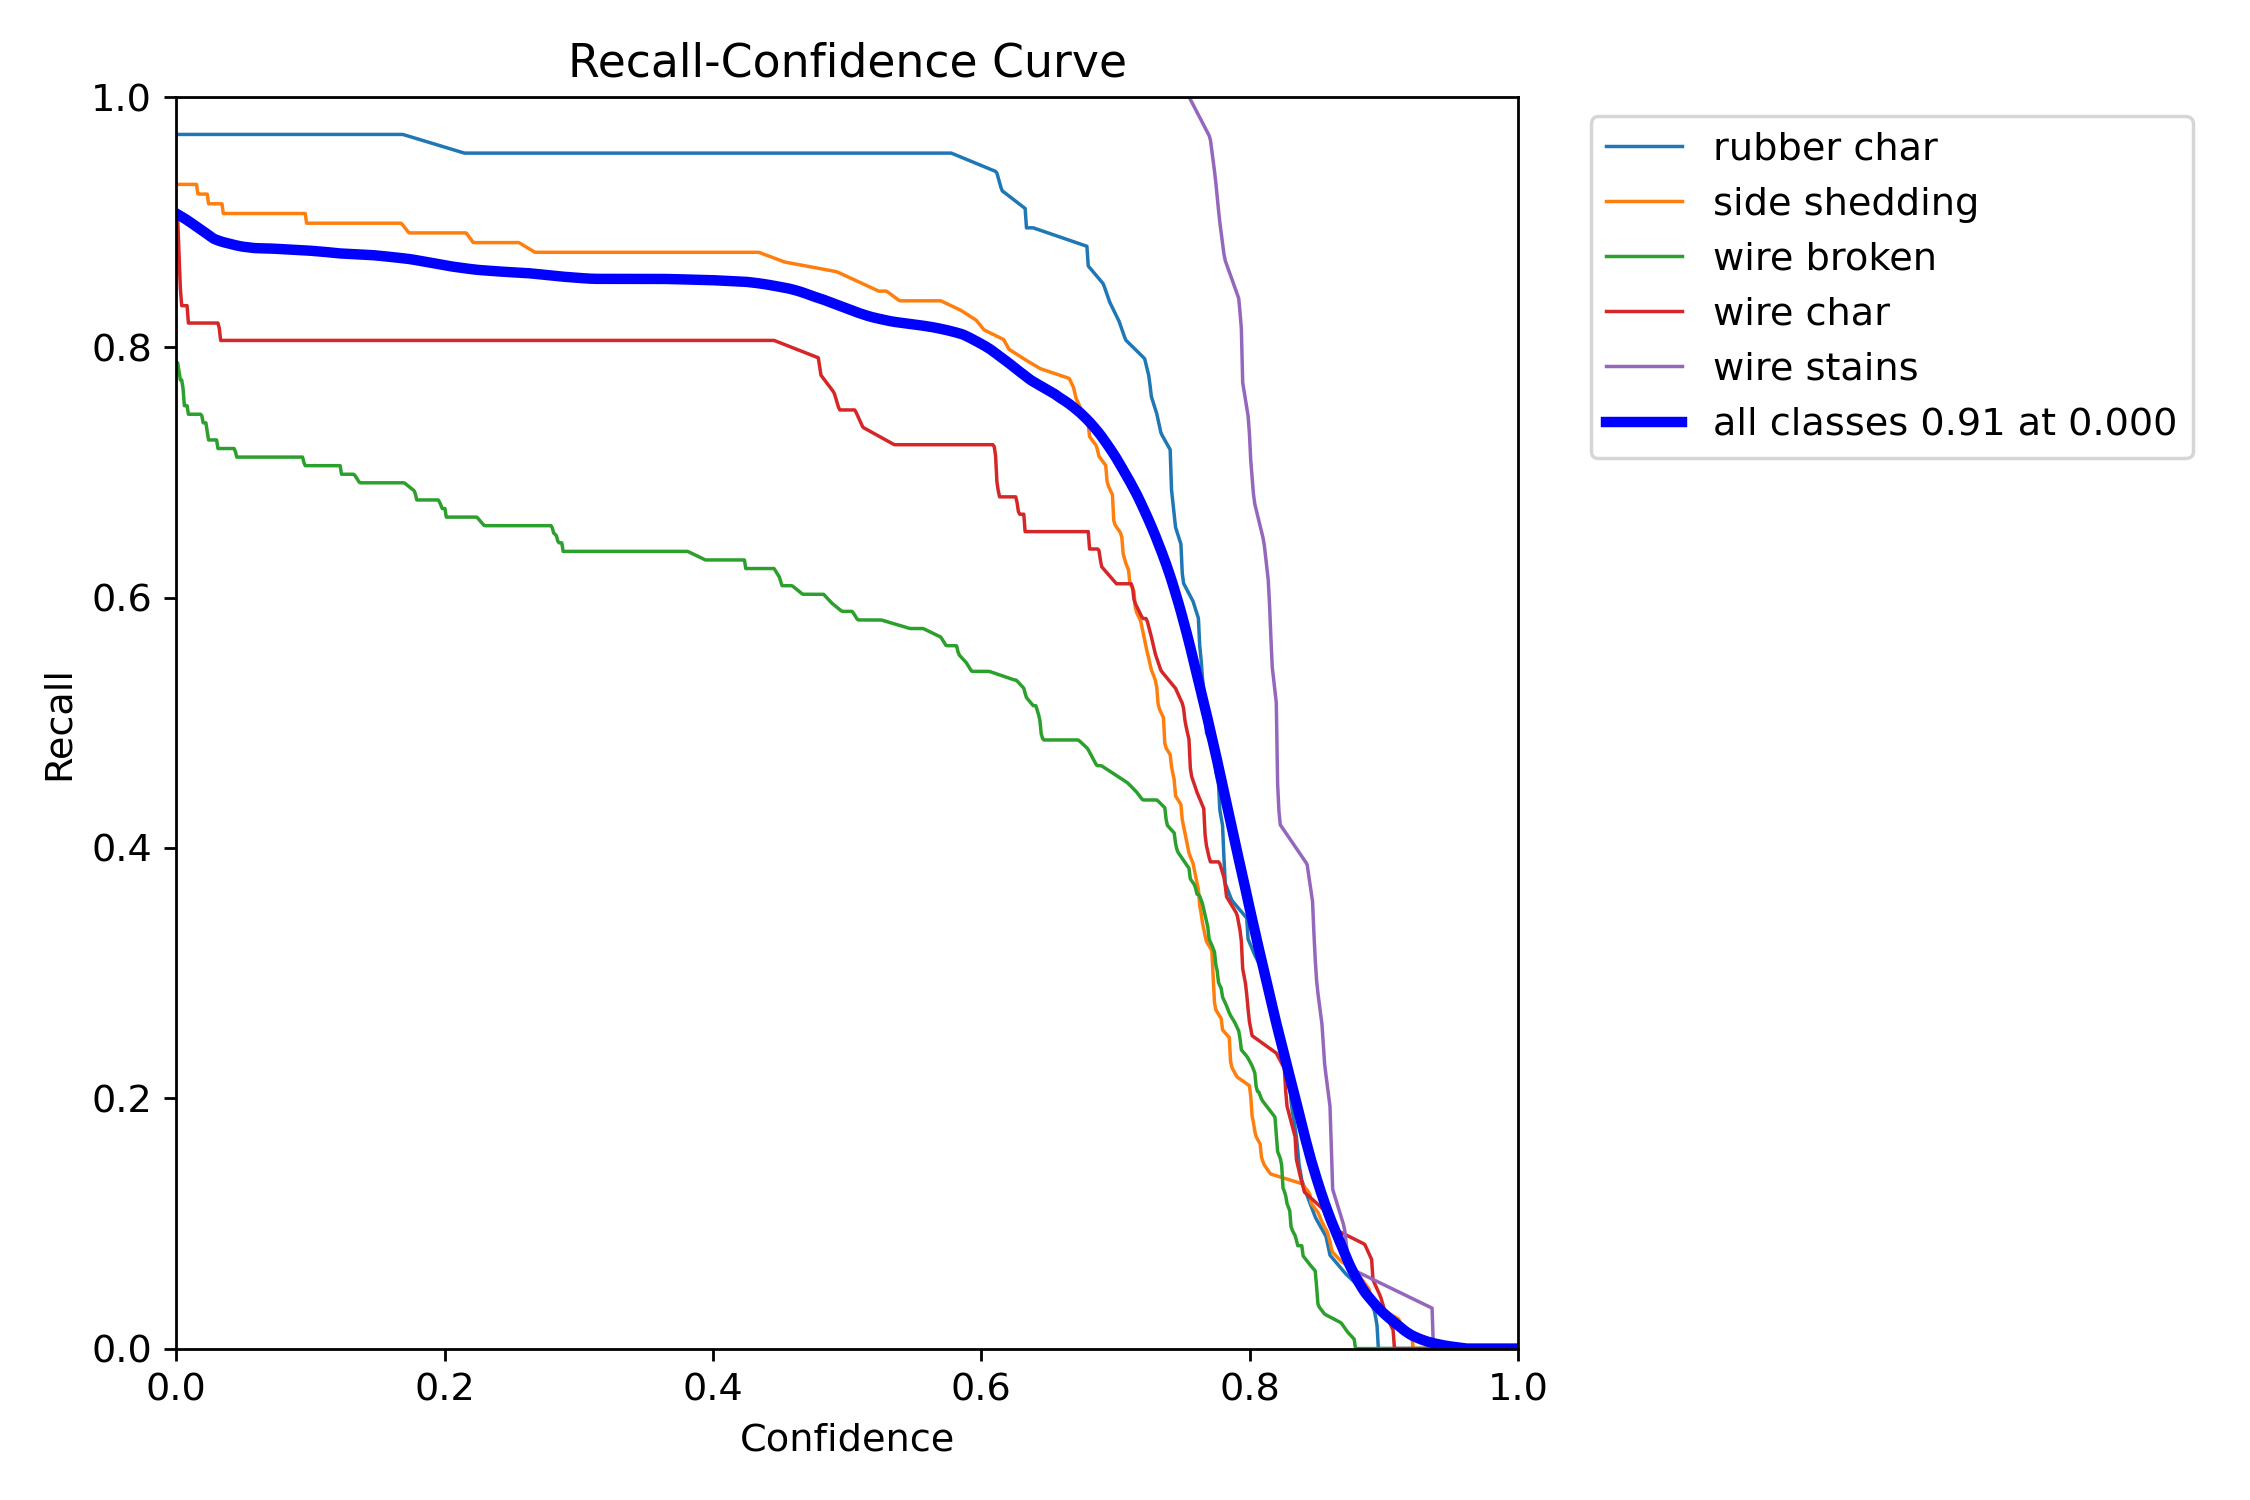 Recall-Confidence Curve
1.0
0.8
0.6
0.4
0.2
0.0
Recall
0.0 0.2 0.4 0.6 0.8 1.0
Confidence
rubber char
side shedding
wire broken
wire char
wire stains
all classes 0.91 at 0.000